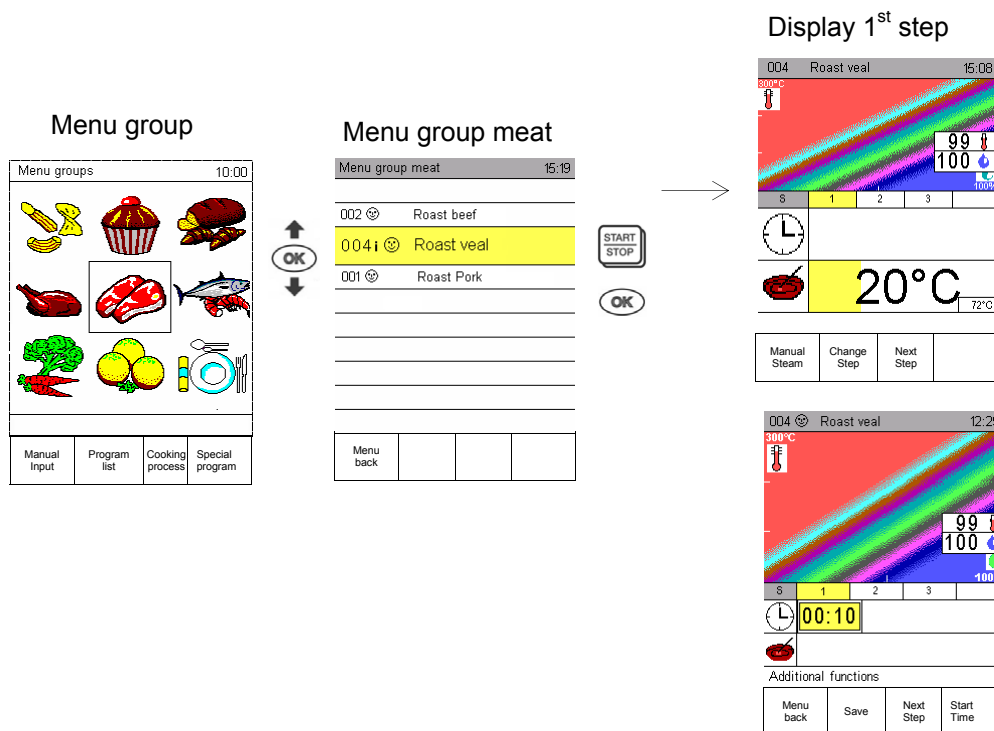 Menu group
Menu groups 10:00
Manual Input
Program list
Cooking process
Special program
OK
Menu group meat
Menu group meat 15:19
002 Roast beef
004 i Roast veal
001 Roast Pork
Menu back
START
STOP
OK
Display 1st step
004 Roast veal 15:08
300°C
99
100
100%
S 1 2 3
20°C
72°C
Manual Steam
Change Step
Next Step
004 Roast veal 12:29
300°C
99
100
100
S 1 2 3
00:10
Additional functions
Menu back
Save
Next Step
Start Time